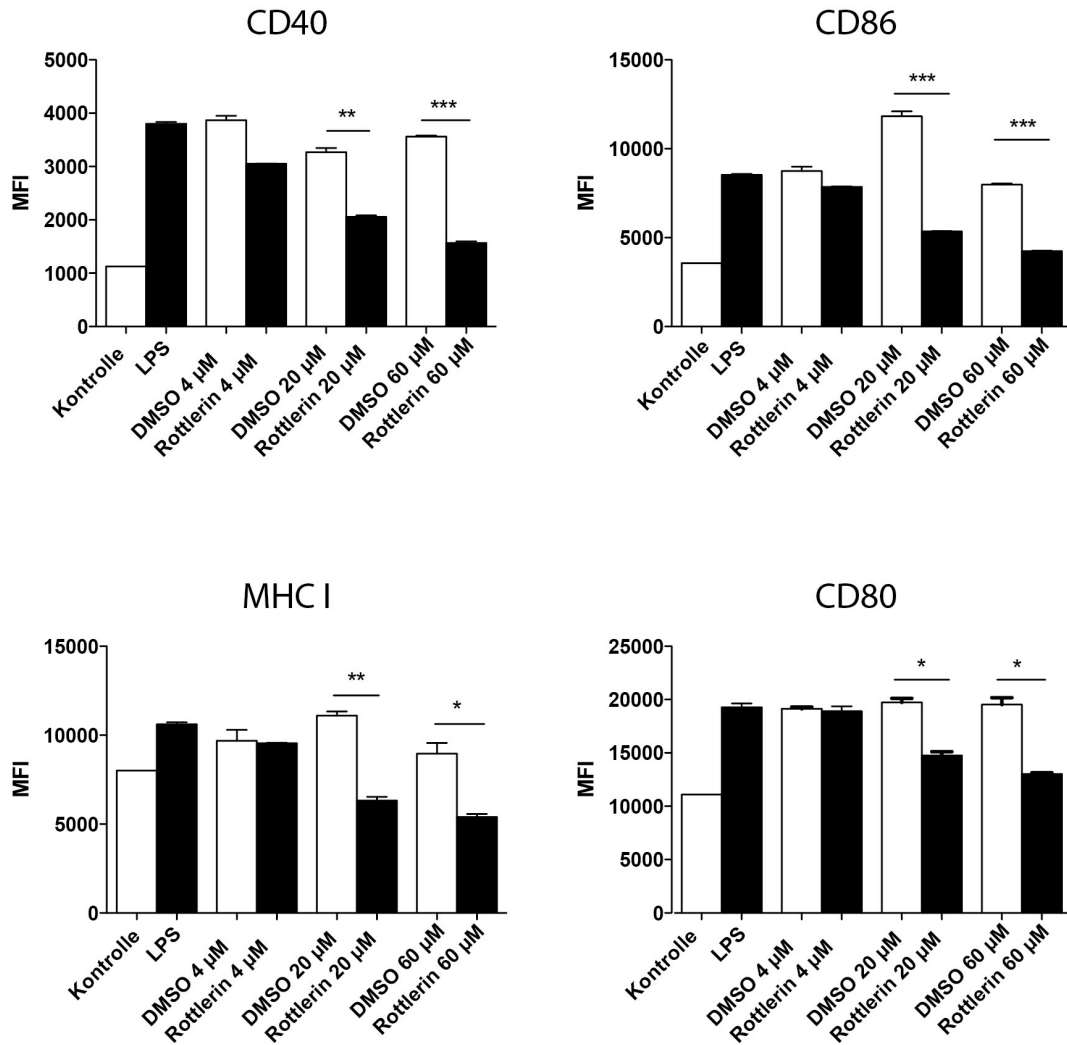 CD40
5000
4000
3000
2000
1000
0
MFI
**
***
Kontrolle
LPS
DMSO 4 µM
Rottlerin 4 µM
DMSO 20 µM
Rottlerin 20 µM
DMSO 60 µM
Rottlerin 60 µM
CD86
15000
10000
5000
0
MFI
***
***
Kontrolle
LPS
DMSO 4 µM
Rottlerin 4 µM
DMSO 20 µM
Rottlerin 20 µM
DMSO 60 µM
Rottlerin 60 µM
MHC I
15000
10000
5000
0
MFI
**
*
Kontrolle
LPS
DMSO 4 µM
Rottlerin 4 µM
DMSO 20 µM
Rottlerin 20 µM
DMSO 60 µM
Rottlerin 60 µM
CD80
25000
20000
15000
10000
5000
0
MFI
*
*
Kontrolle
LPS
DMSO 4 µM
Rottlerin 4 µM
DMSO 20 µM
Rottlerin 20 µM
DMSO 60 µM
Rottlerin 60 µM